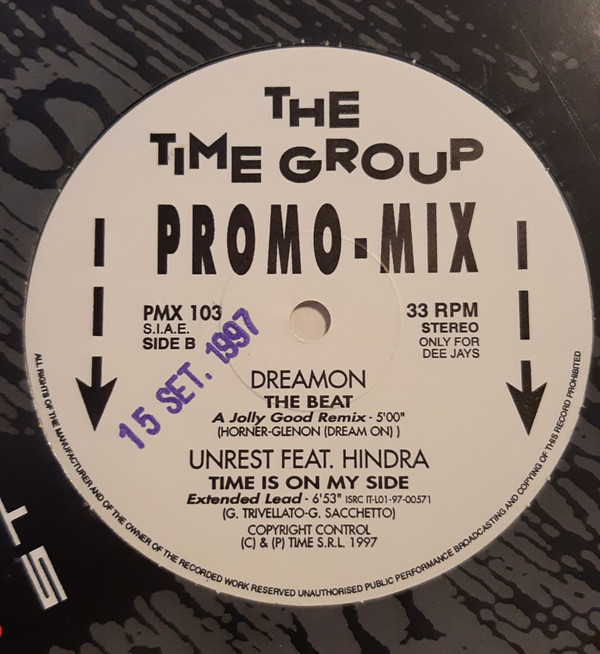 THE
TIME GROUP
PROMO-MIX
PMX 103
S.I.A.E.
SIDE B
33 RPM
STEREO
ONLY FOR
DEE JAYS
15 SET. 1997
DREAMON
THE BEAT
A Jolly Good Remix - 5'00"
(HORNER-GLENON (DREAM ON) )
UNREST FEAT. HINDRA
TIME IS ON MY SIDE
Extended Lead - 6'53" ISRC IT-L01-97-00571
(G. TRIVELLATO-G. SACCHETTO)
COPYRIGHT CONTROL
(C) & (P) TIME S.R.L. 1997
ALL RIGHTS OF THE MANUFACTURER AND OF THE OWNER OF THE RECORDED WORK RESERVED UNAUTHORISED PUBLIC PERFORMANCE BROADCASTING AND COPYING OF THIS RECORD PROHIBITED